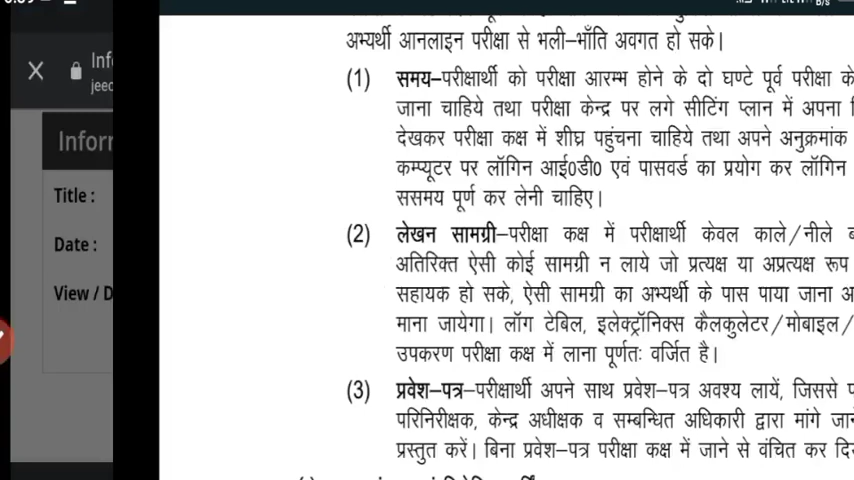 Inf
jeec
Inforr
Title :
Date :
View / D
अभ्यर्थी आनलाइन परीक्षा से भली–भाँति अवगत हो सके।
(1) समय–परीक्षार्थी को परीक्षा आरम्भ होने के दो घण्टे पूर्व परीक्षा के
जाना चाहिये तथा परीक्षा केन्द्र पर लगे सीटिंग प्लान में अपना
देखकर परीक्षा कक्ष में शीघ्र पहुंचना चाहिये तथा अपने अनुक्रमांक
कम्प्यूटर पर लॉगिन आई0डी0 एवं पासवर्ड का प्रयोग कर लॉगिन
ससमय पूर्ण कर लेनी चाहिए।
(2) लेखन सामग्री–परीक्षा कक्ष में परीक्षार्थी केवल काले/नीले
अतिरिक्त ऐसी कोई सामग्री न लाये जो प्रत्यक्ष या अप्रत्यक्ष रूप
सहायक हो सके, ऐसी सामग्री का अभ्यर्थी के पास पाया जाना
माना जायेगा। लॉग टेबिल, इलेक्ट्रॉनिक्स कैलकुलेटर/मोबाइल/
उपकरण परीक्षा कक्ष में लाना पूर्णतः वर्जित है।
(3) प्रवेश–पत्र–परीक्षार्थी अपने साथ प्रवेश–पत्र अवश्य लायें, जिससे
परिनिरीक्षक, केन्द्र अधीक्षक व सम्बन्धित अधिकारी द्वारा मांगे जाने
प्रस्तुत करें। बिना प्रवेश–पत्र परीक्षा कक्ष में जाने से वंचित कर